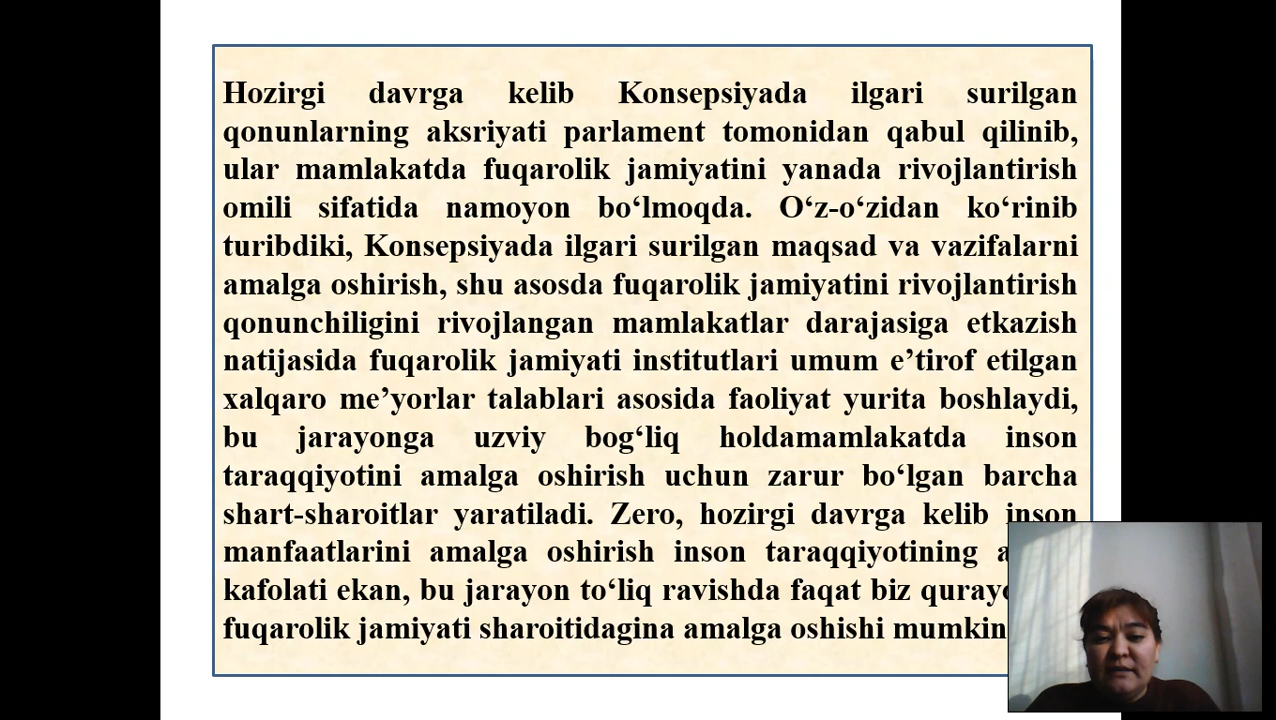 Hozirgi davrga kelib Konsepsiyada ilgari surilgan
qonunlarning aksriyati parlament tomonidan qabul qilinib,
ular mamlakatda fuqarolik jamiyatini yanada rivojlantirish
omili sifatida namoyon bo‘lmoqda. O‘z-o‘zidan ko‘rinib
turibdiki, Konsepsiyada ilgari surilgan maqsad va vazifalarni
amalga oshirish, shu asosda fuqarolik jamiyatini rivojlantirish
qonunchiligini rivojlangan mamlakatlar darajasiga etkazish
natijasida fuqarolik jamiyati institutlari umum e’tirof etilgan
xalqaro me’yorlar talablari asosida faoliyat yurita boshlaydi,
bu jarayonga uzviy bog‘liq holdamamlakatda inson
taraqqiyotini amalga oshirish uchun zarur bo‘lgan barcha
shart-sharoitlar yaratiladi. Zero, hozirgi davrga kelib inson
manfaatlarini amalga oshirish inson taraqqiyotining
kafolati ekan, bu jarayon to‘liq ravishda faqat biz
fuqarolik jamiyati sharoitidagina amalga oshishi mumkin